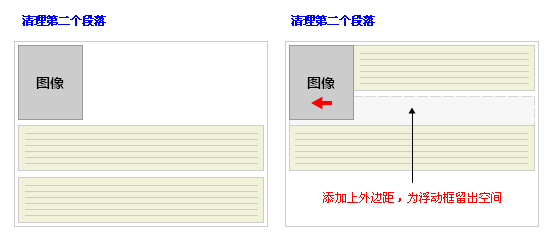 清理第二个段落
清理第二个段落
图像
图像
添加上外边距，为浮动框留出空间